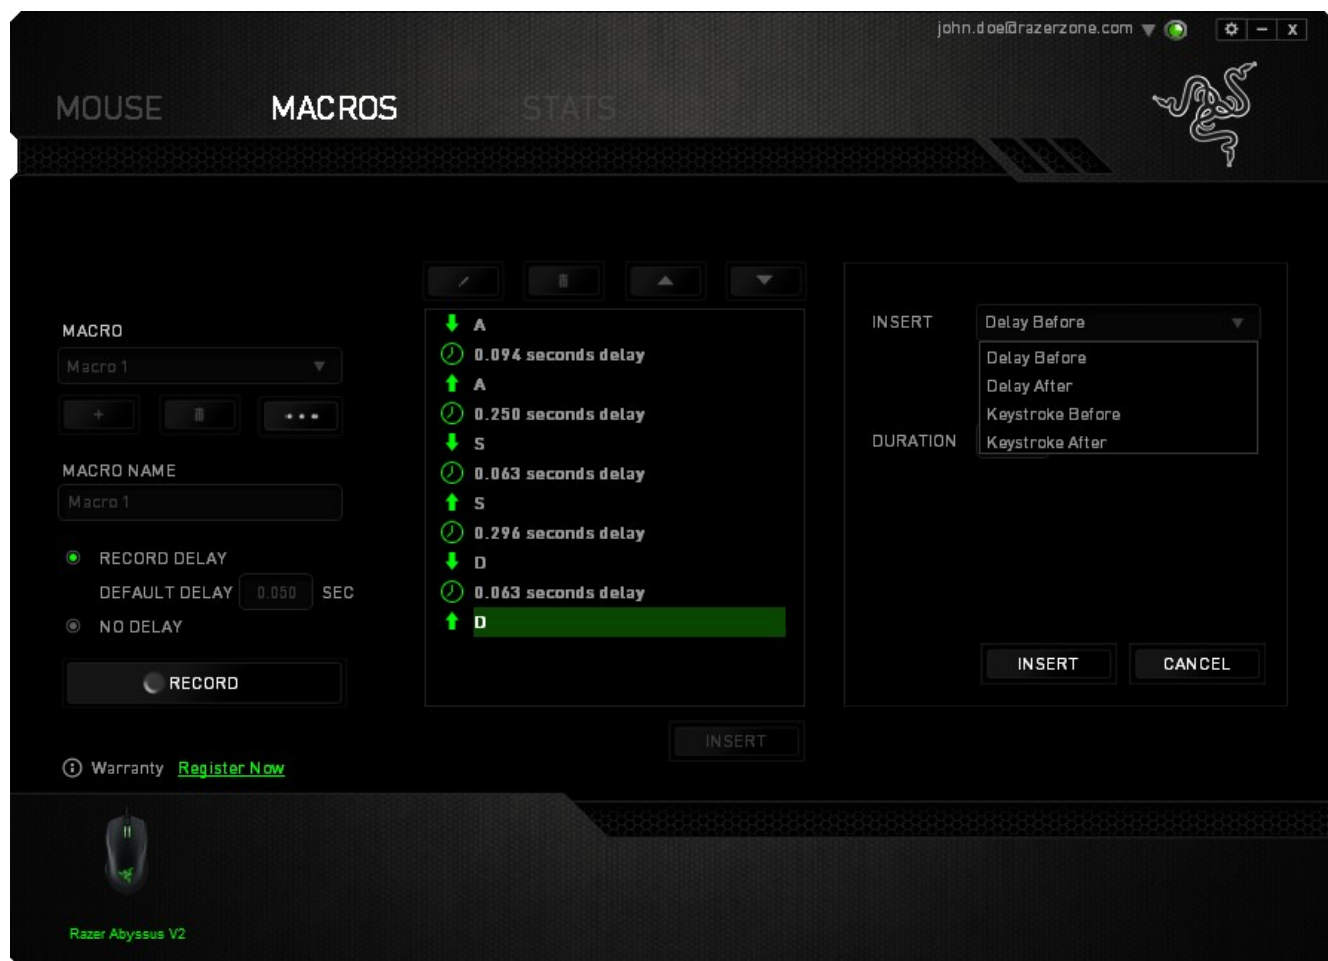 john.doe@razerzone.com
MOUSE
MACROS
STATS
MACRO
Macro 1
MACRO NAME
Macro 1
RECORD DELAY
DEFAULT DELAY 0.050 SEC
NO DELAY
RECORD
Warranty Register Now
A
0.094 seconds delay
A
0.250 seconds delay
S
0.063 seconds delay
S
0.296 seconds delay
D
0.063 seconds delay
D
INSERT
INSERT Delay Before
Delay Before
Delay After
Keystroke Before
DURATION Keystroke After
INSERT CANCEL
Razer Abyssus V2